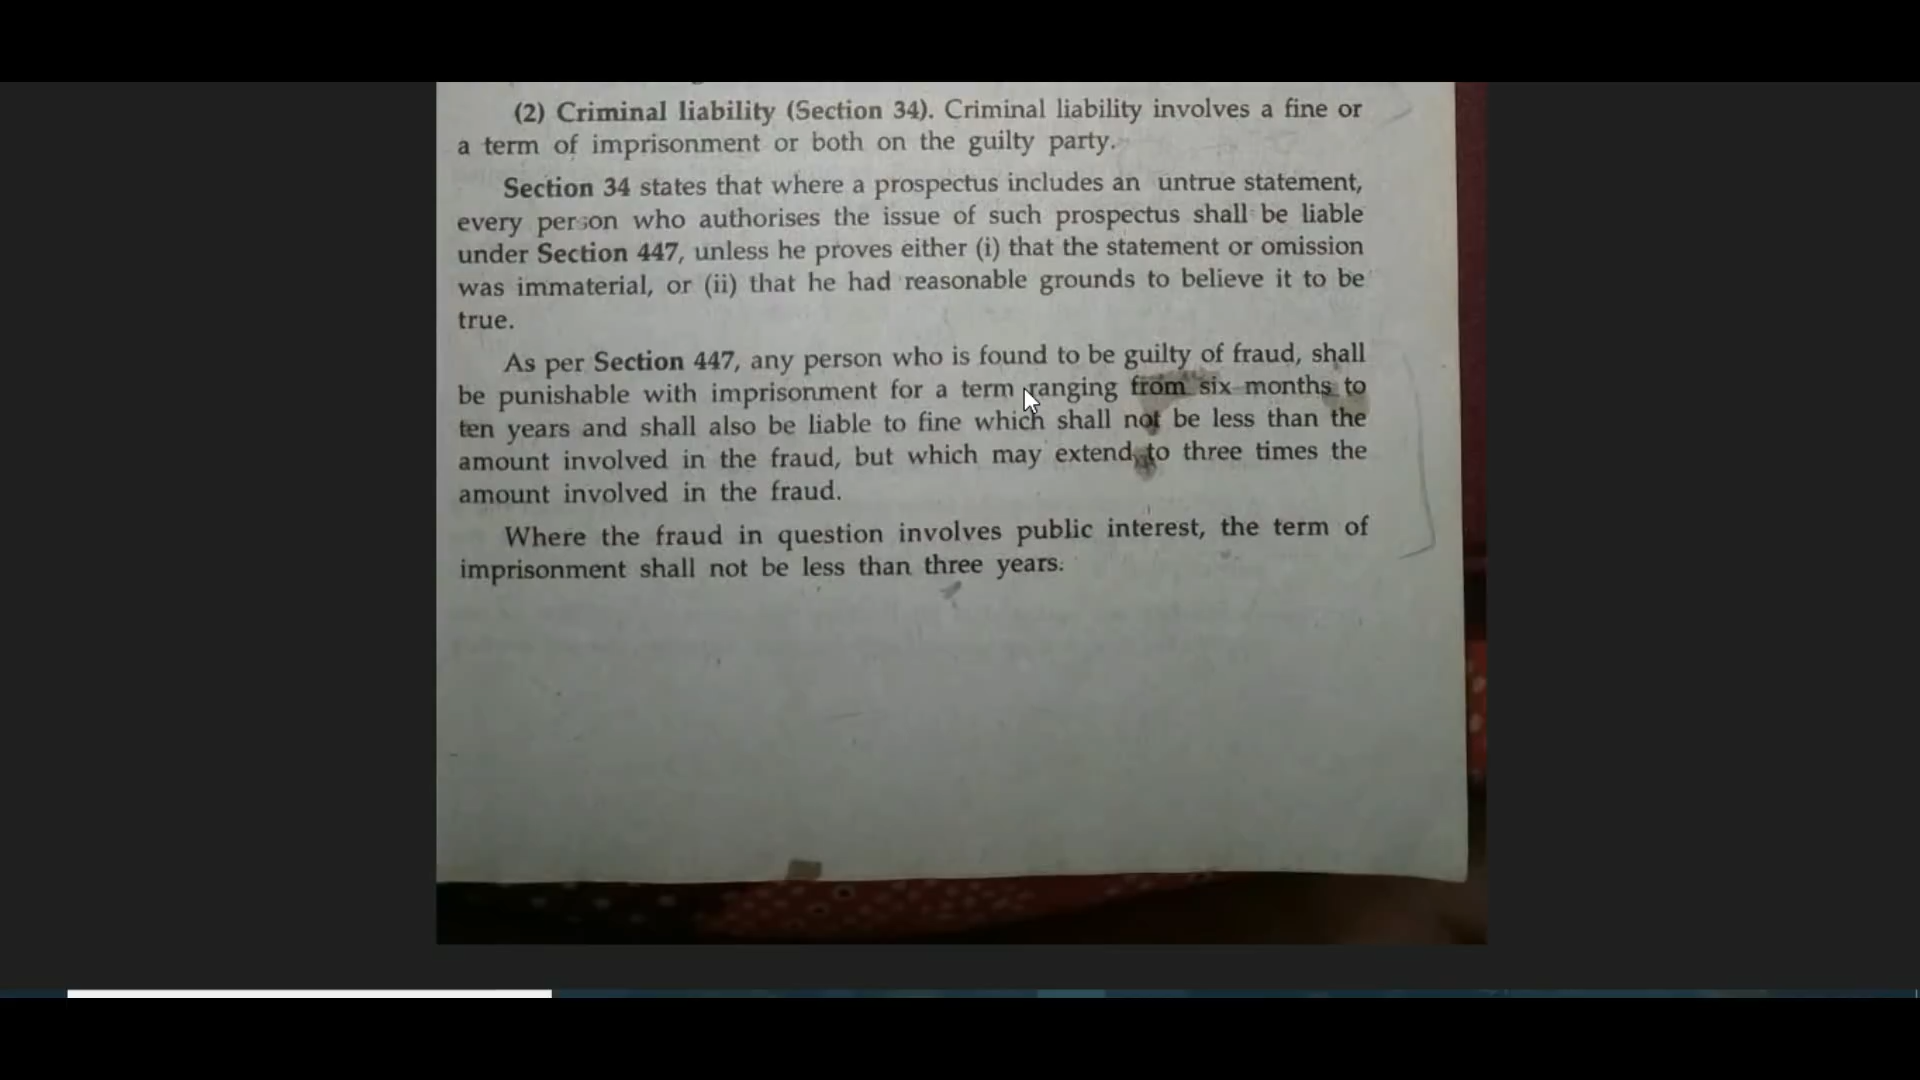 (2) Criminal liability (Section 34). Criminal liability involves a fine or
a term of imprisonment or both on the guilty party.
Section 34 states that where a prospectus includes an untrue statement,
every person who authorises the issue of such prospectus shall be liable
under Section 447, unless he proves either (i) that the statement or omission
was immaterial, or (ii) that he had reasonable grounds to believe it to be
true.
As per Section 447, any person who is found to be guilty of fraud, shall
be punishable with imprisonment for a term ranging from six months to
ten years and shall also be liable to fine which shall not be less than the
amount involved in the fraud, but which may extend to three times the
amount involved in the fraud.
Where the fraud in question involves public interest, the term of
imprisonment shall not be less than three years.